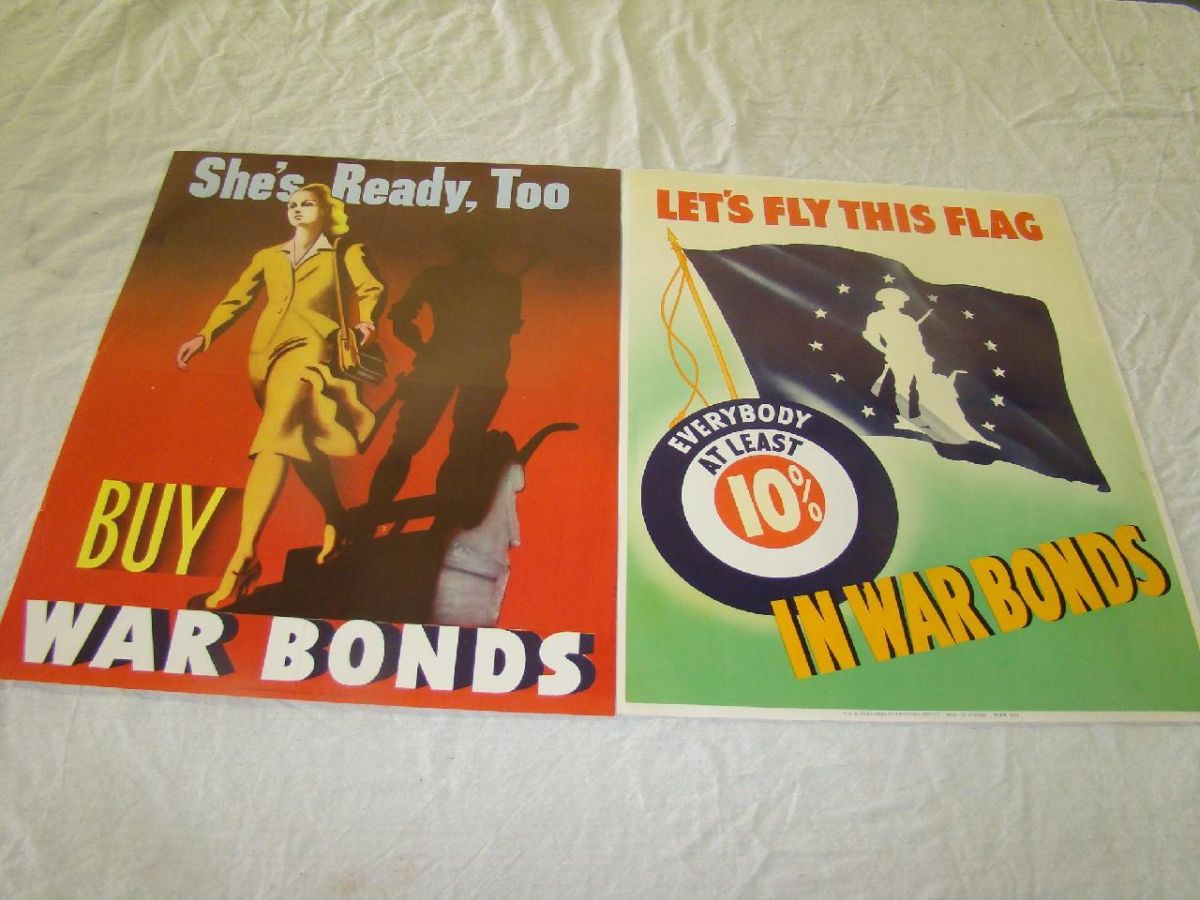 She's Ready, Too
BUY
WAR BONDS
LET'S FLY THIS FLAG
EVERYBODY
AT LEAST
10%
IN WAR BONDS